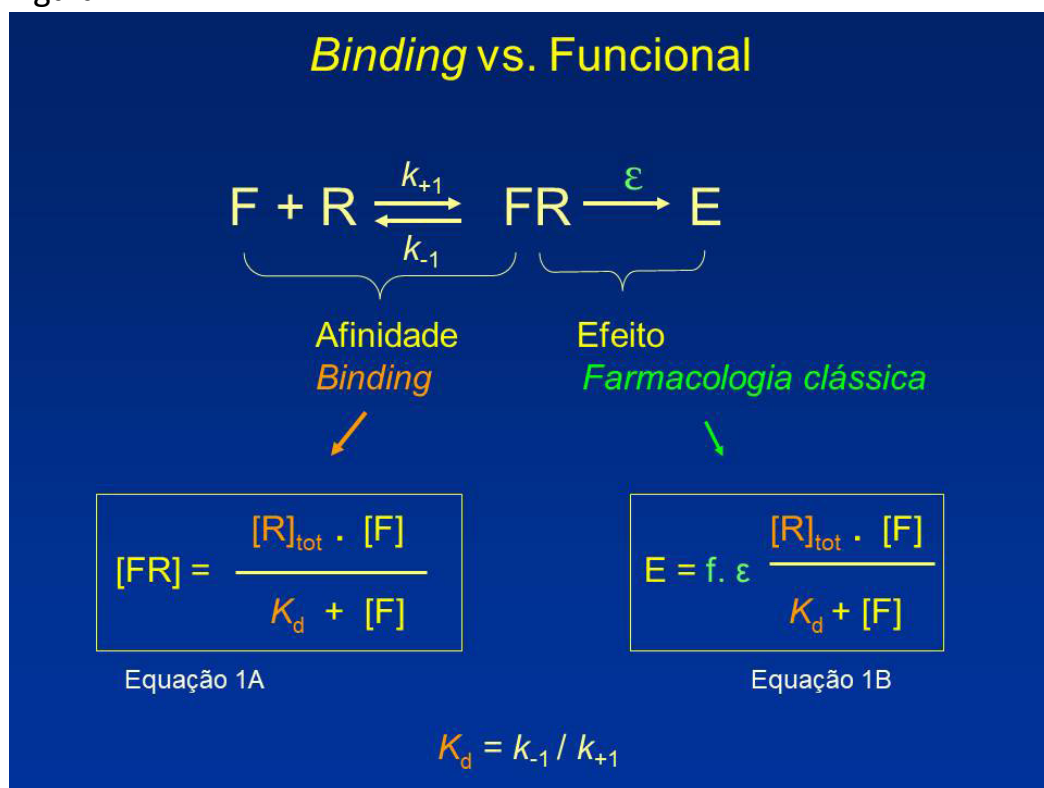 Binding vs. Funcional
k+1
ε
F + R FR E
k-1
Afinidade Efeito
Binding Farmacologia clássica
[R]tot . [F]
[FR] =
Kd + [F]
[R]tot . [F]
E = f. ε
Kd + [F]
Equação 1A Equação 1B
Kd = k-1 / k+1